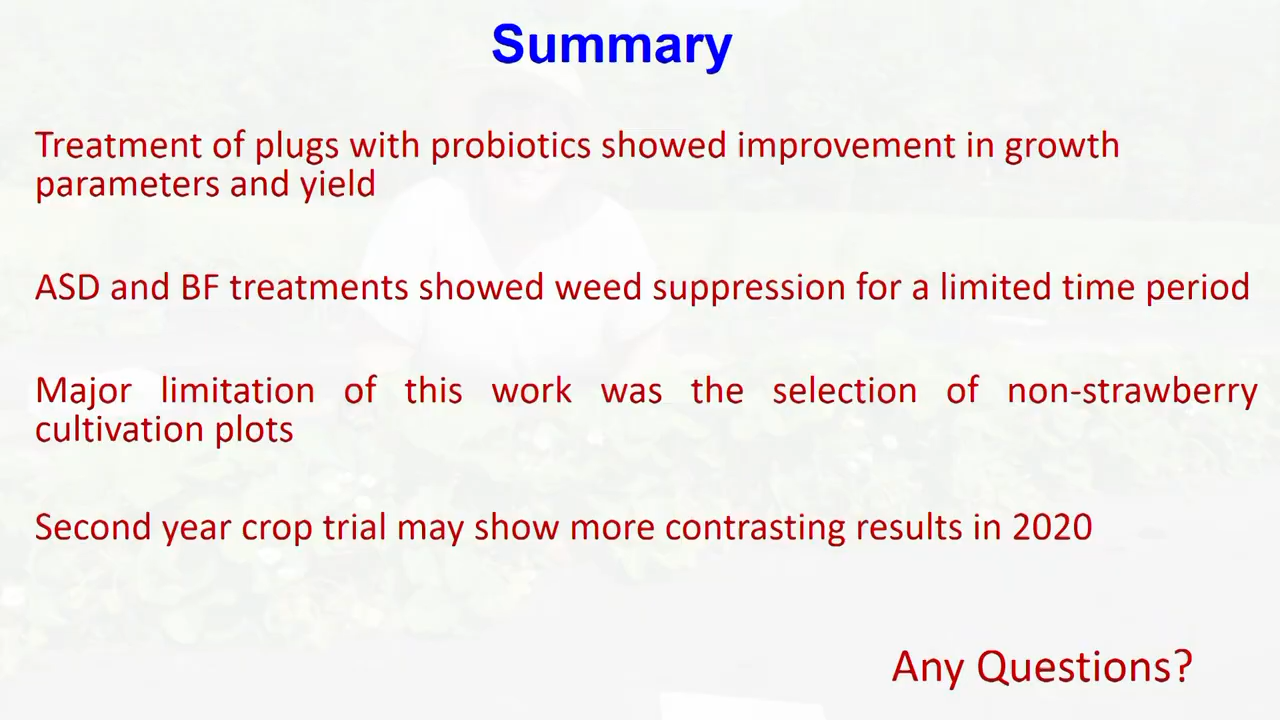 Summary
Treatment of plugs with probiotics showed improvement in growth
parameters and yield
ASD and BF treatments showed weed suppression for a limited time period
Major limitation of this work was the selection of non-strawberry
cultivation plots
Second year crop trial may show more contrasting results in 2020
Any Questions?